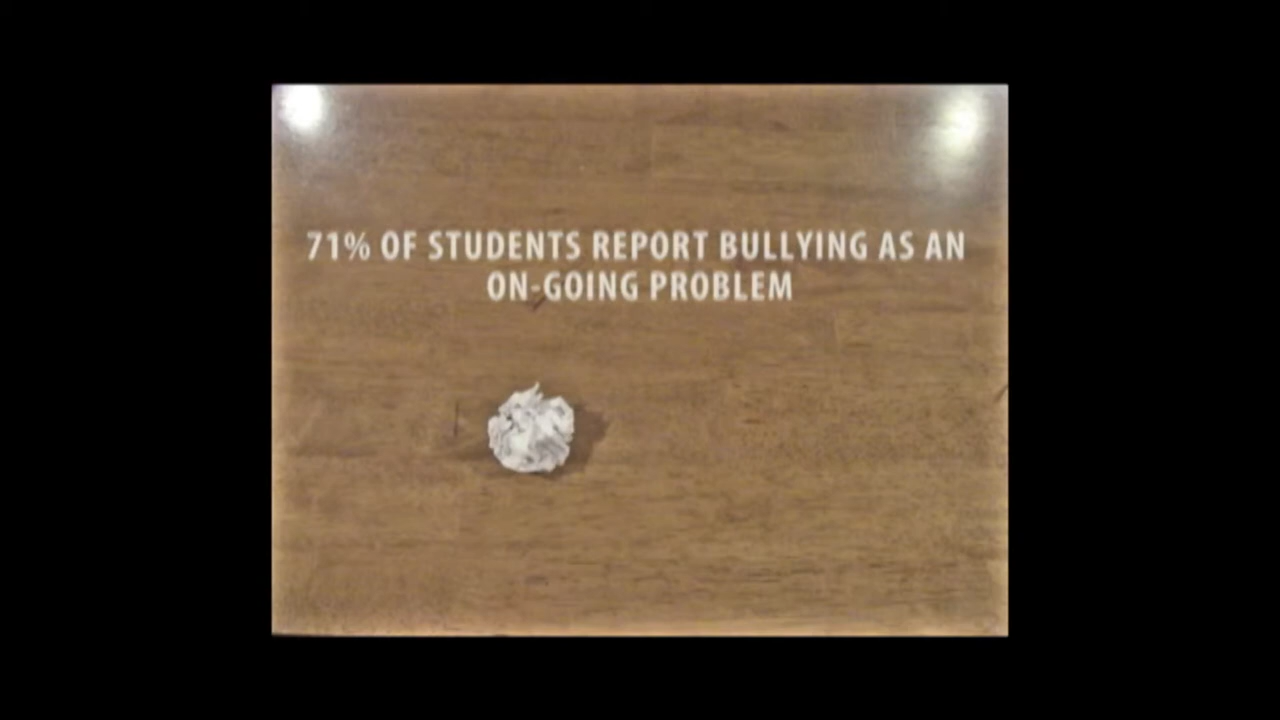 71% OF STUDENTS REPORT BULLYING AS AN
ON-GOING PROBLEM